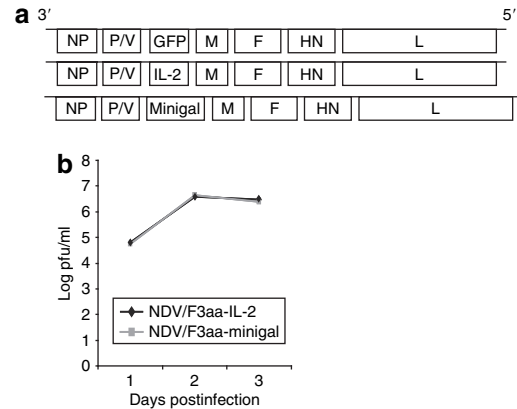 a 3′ 5′
NP P/V GFP M F HN L
NP P/V IL-2 M F HN L
NP P/V Minigal M F HN L
b
8
7
6
5
4
3
2
1
0
Log pfu/ml
NDV/F3aa-IL-2
NDV/F3aa-minigal
1 2 3
Days postinfection